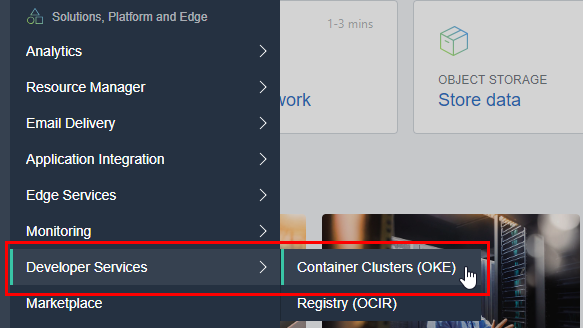 Solutions, Platform and Edge
Analytics
Resource Manager
Email Delivery
Application Integration
Edge Services
Monitoring
Developer Services
Marketplace
Container Clusters (OKE)
Registry (OCIR)
1-3 mins
work
OBJECT STORAGE
Store data